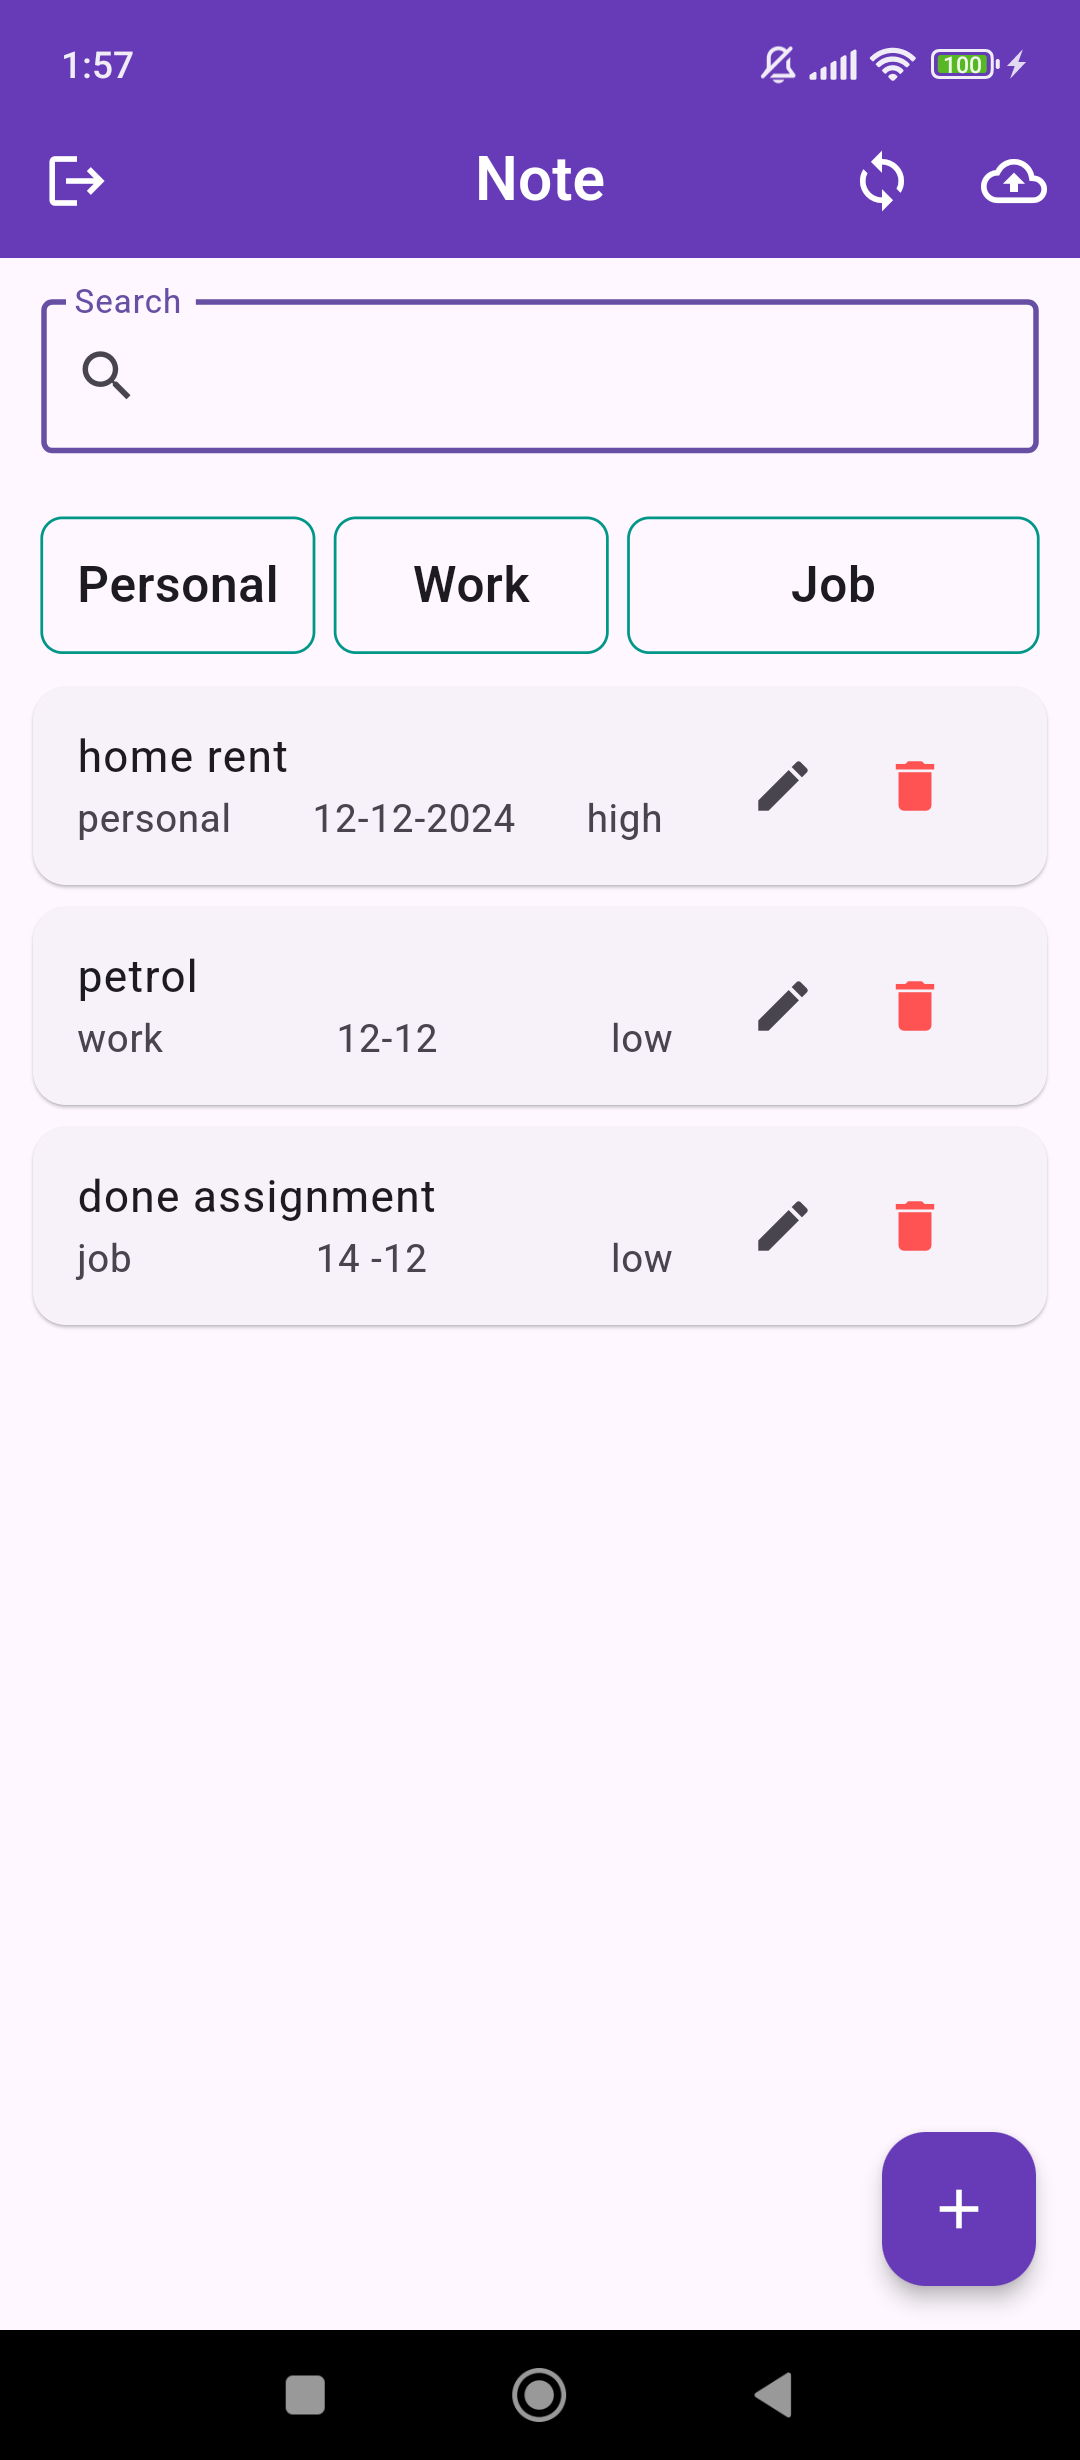 1:57 100
Note
Search
Personal Work Job
home rent
personal 12-12-2024 high
petrol
work 12-12 low
done assignment
job 14 -12 low